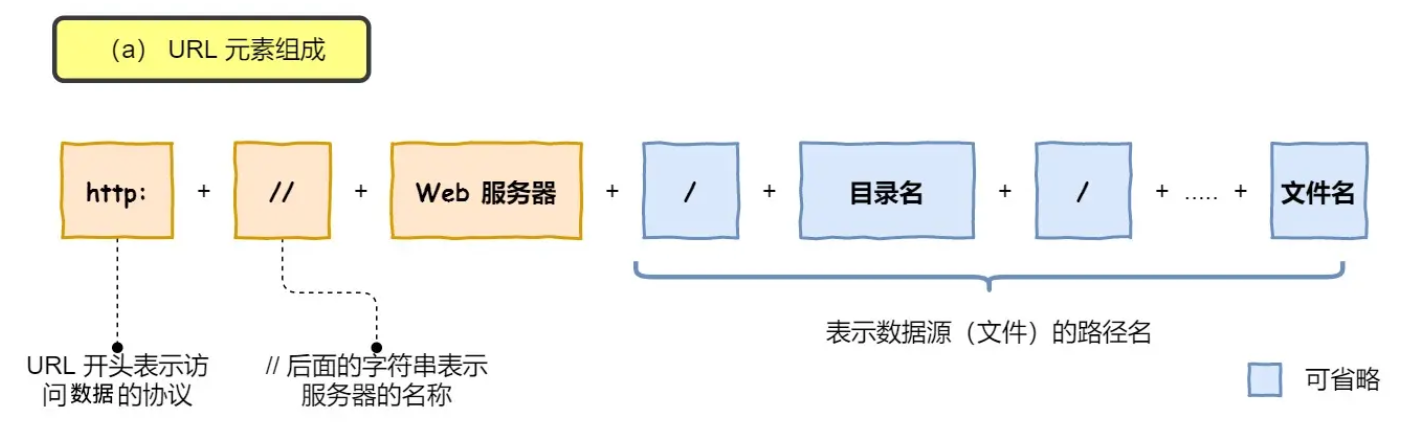 （a） URL 元素组成
http: + // + Web 服务器 + / + 目录名 + / + ..... + 文件名
表示数据源（文件）的路径名
URL 开头表示访
问数据的协议
// 后面的字符串表示
服务器的名称
可省略